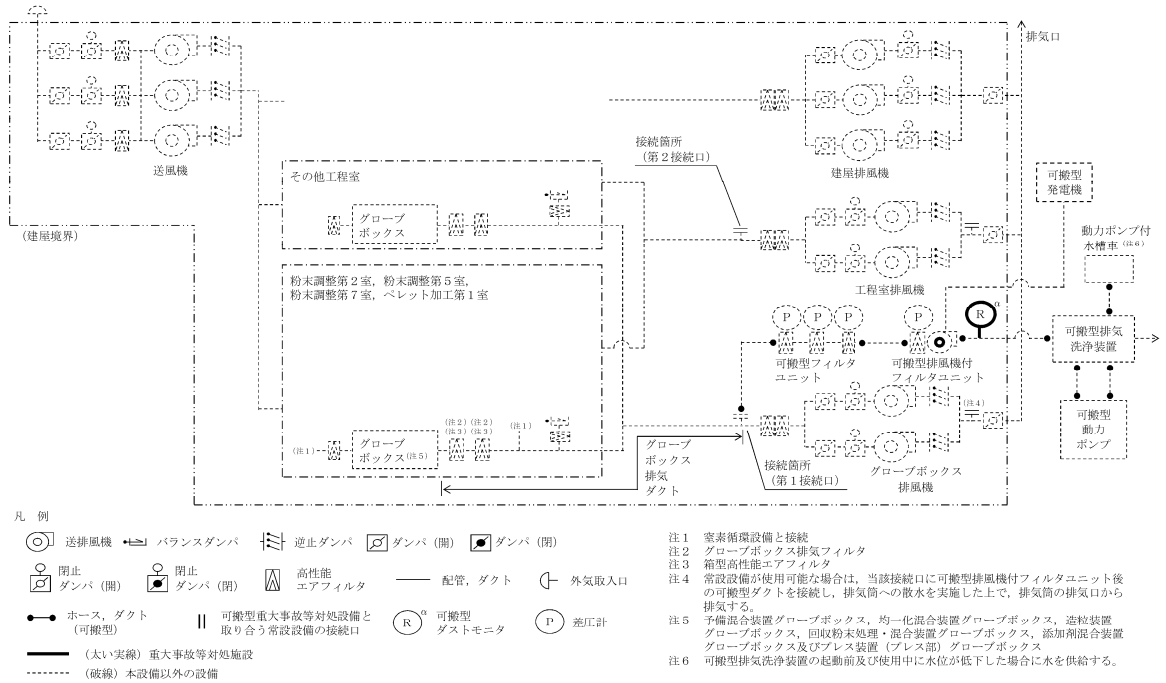 排気口
送風機
建屋排風機
接続箇所
（第２接続口）
可搬型
発電機
その他工程室
グローブ
ボックス
（建屋境界）
動力ポンプ付
水槽車（注６）
粉末調整第２室，粉末調整第５室，
粉末調整第７室，ペレット加工第１室
工程室排風機
P
P
P
P
R
α
可搬型排気
洗浄装置
可搬型フィルタ
ユニット
可搬型排風機付
フィルタユニット
（注４）
可搬型
動力
ポンプ
（注２）（注２）
（注３）（注３）
（注１）
（注１）
グローブ
ボックス（注５）
グローブ
ボックス
排気
ダクト
接続箇所
（第１接続口）
グローブボックス
排風機
凡　例
送排風機
バランスダンパ
逆止ダンパ
ダンパ（開）
ダンパ（閉）
閉止
ダンパ（開）
閉止
ダンパ（閉）
高性能
エアフィルタ
配管，ダクト
外気取入口
ホース，ダクト
（可搬型）
可搬型重大事故等対処設備と
取り合う常設設備の接続口
R
α
可搬型
ダストモニタ
P
差圧計
（太い実線）重大事故等対処施設
（破線）本設備以外の設備
注１　窒素循環設備と接続
注２　グローブボックス排気フィルタ
注３　箱型高性能エアフィルタ
注４　常設設備が使用可能な場合は，当該接続口に可搬型排風機付フィルタユニット後
の可搬型ダクトを接続し，排気筒への散水を実施した上で，排気筒の排気口から
排気する。
注５　予備混合装置グローブボックス，均一化混合装置グローブボックス，造粒装置
グローブボックス，回収粉末処理・混合装置グローブボックス，添加剤混合装置
グローブボックス及びプレス装置（プレス部）グローブボックス
注６　可搬型排気洗浄装置の起動前及び使用中に水位が低下した場合に水を供給する。